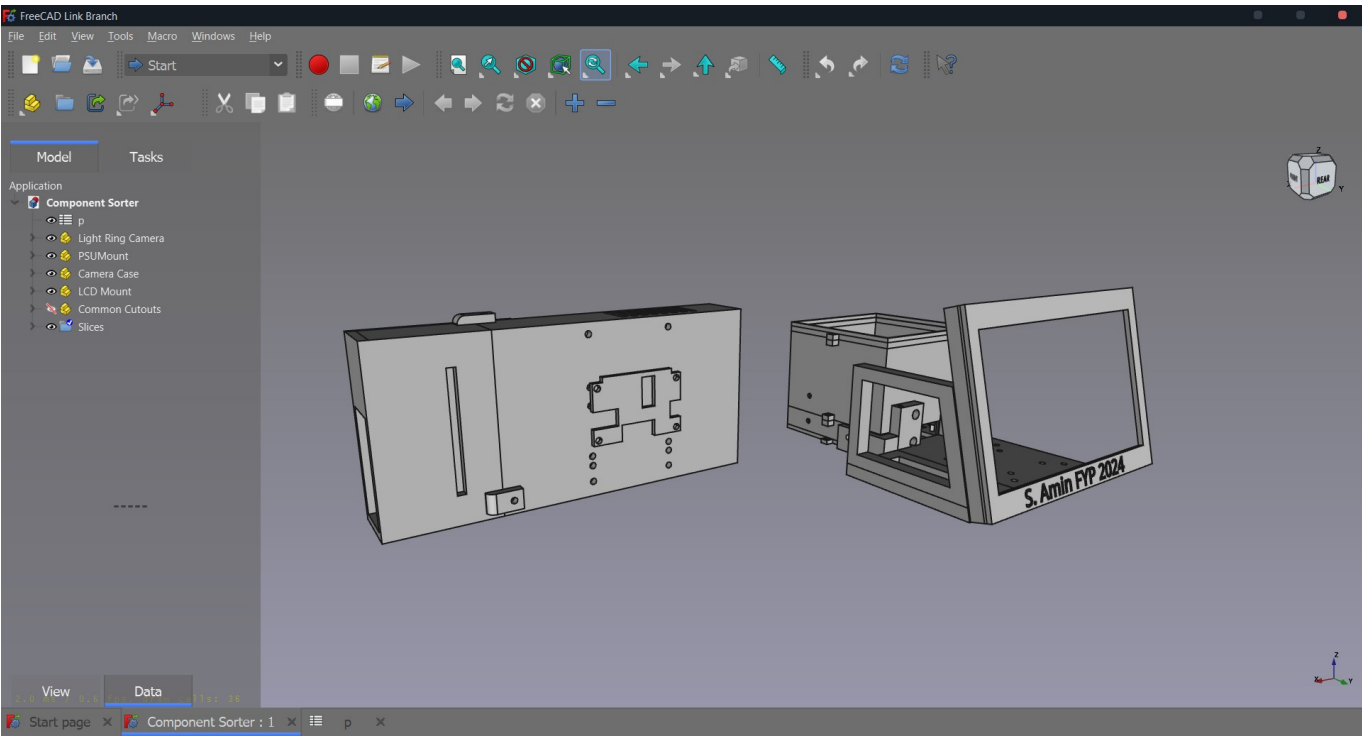 FreeCAD Link Branch
File Edit View Tools Macro Windows Help
Start
Model Tasks
Application
Component Sorter
p
Light Ring Camera
PSUMount
Camera Case
LCD Mount
Common Cutouts
Slices
Z
REAR
Y
S. Amin FYP 2024
Z
X Y
View Data
Start page Component Sorter : 1 p